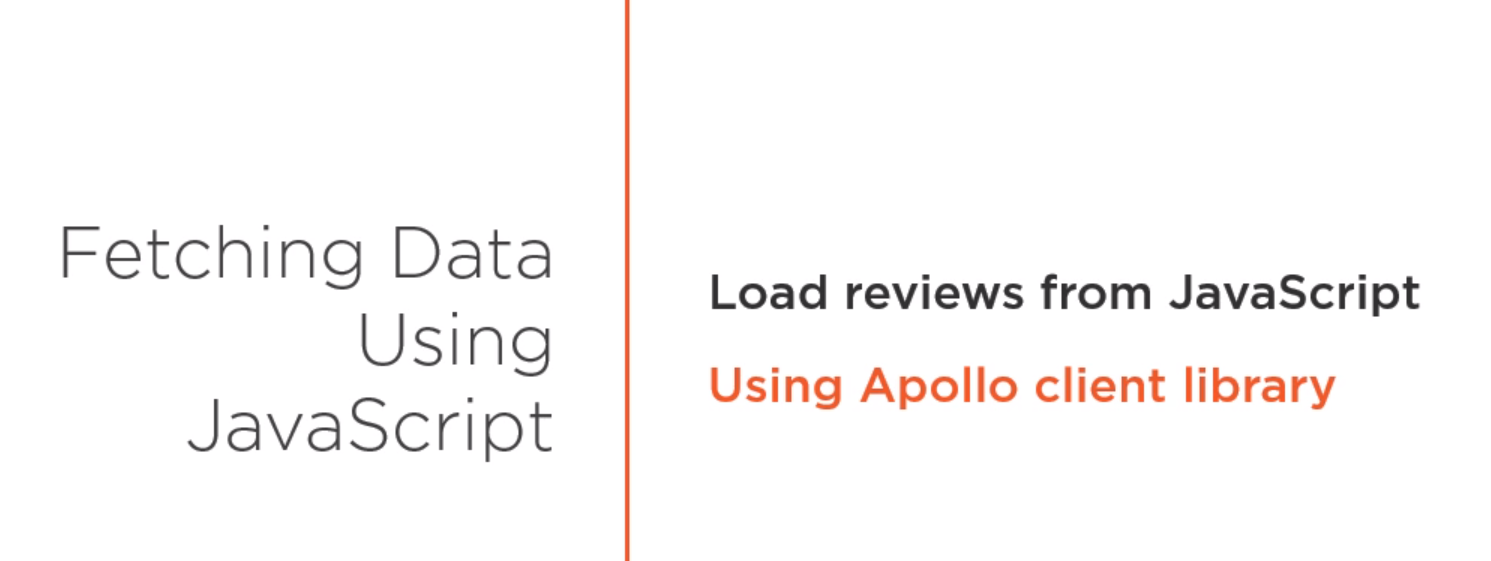 Fetching Data
Using
JavaScript
Load reviews from JavaScript
Using Apollo client library